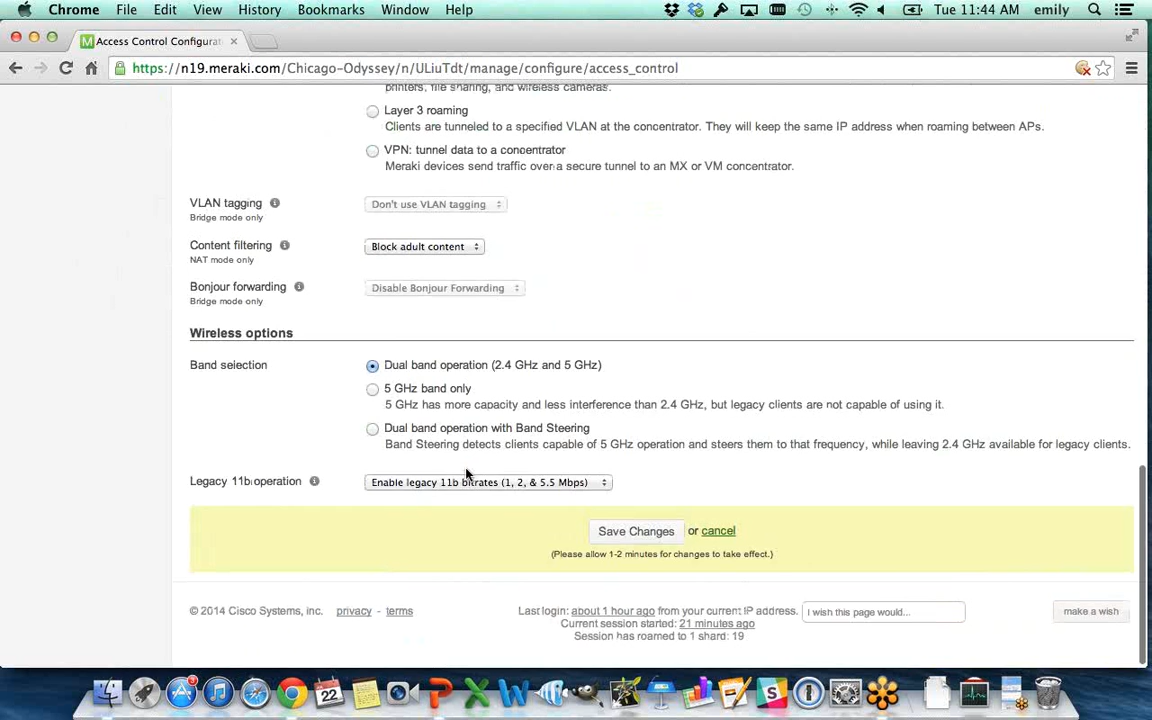 Chrome File Edit View History Bookmarks Window Help Tue 11:44 AM emily
Access Control Configurat
https://n19.meraki.com/Chicago-Odyssey/n/ULiuTdt/manage/configure/access_control
printers, file sharing, and wireless cameras.
Layer 3 roaming
Clients are tunneled to a specified VLAN at the concentrator. They will keep the same IP address when roaming between APs.
VPN: tunnel data to a concentrator
Meraki devices send traffic over a secure tunnel to an MX or VM concentrator.
VLAN tagging Don't use VLAN tagging
Bridge mode only
Content filtering Block adult content
NAT mode only
Bonjour forwarding Disable Bonjour Forwarding
Bridge mode only
Wireless options
Band selection Dual band operation (2.4 GHz and 5 GHz)
5 GHz band only
5 GHz has more capacity and less interference than 2.4 GHz, but legacy clients are not capable of using it.
Dual band operation with Band Steering
Band Steering detects clients capable of 5 GHz operation and steers them to that frequency, while leaving 2.4 GHz available for legacy clients.
Legacy 11b operation Enable legacy 11b bitrates (1, 2, & 5.5 Mbps)
Save Changes or cancel
(Please allow 1-2 minutes for changes to take effect.)
© 2014 Cisco Systems, inc. privacy - terms Last login: about 1 hour ago from your current IP address. I wish this page would... make a wish
Current session started: 21 minutes ago
Session has roamed to 1 shard: 19